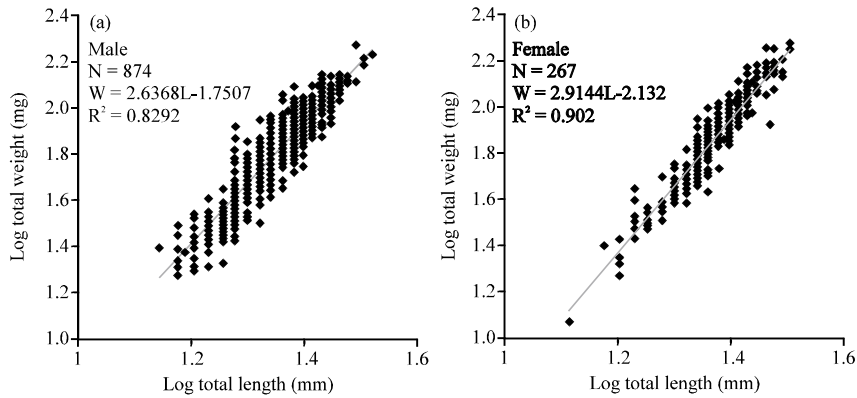 (a)
Male
N = 874
W = 2.6368L-1.7507
R² = 0.8292
Log total weight (mg)
2.4
2.2
2.0
1.8
1.6
1.4
1.2
1.0
1
1.2
1.4
1.6
Log total length (mm)
(b)
Female
N = 267
W = 2.9144L-2.132
R² = 0.902
Log total weight (mg)
2.4
2.2
2.0
1.8
1.6
1.4
1.2
1.0
1
1.2
1.4
1.6
Log total length (mm)